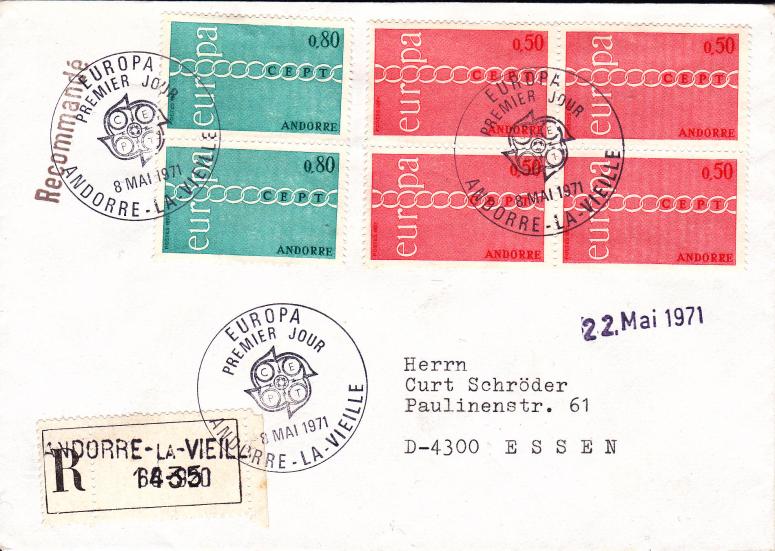 Recommandé
europa
0,80
CEPT
ANDORRE
europa
0,80
CEPT
ANDORRE
europa
0,50
CEPT
ANDORRE
europa
0,50
CEPT
ANDORRE
europa
0,50
CEPT
ANDORRE
europa
0,50
CEPT
ANDORRE
EUROPA
PREMIER JOUR
C E P T
8 MAI 1971
ANDORRE-LA-VIEILLE
EUROPA
PREMIER JOUR
C E P T
8 MAI 1971
ANDORRE-LA-VIEILLE
22. Mai 1971
EUROPA
PREMIER JOUR
C E P T
8 MAI 1971
ANDORRE-LA-VIEILLE
Herrn
Curt Schröder
Paulinenstr. 61
D-4300 ESSEN
ANDORRE-LA-VIEILL
R